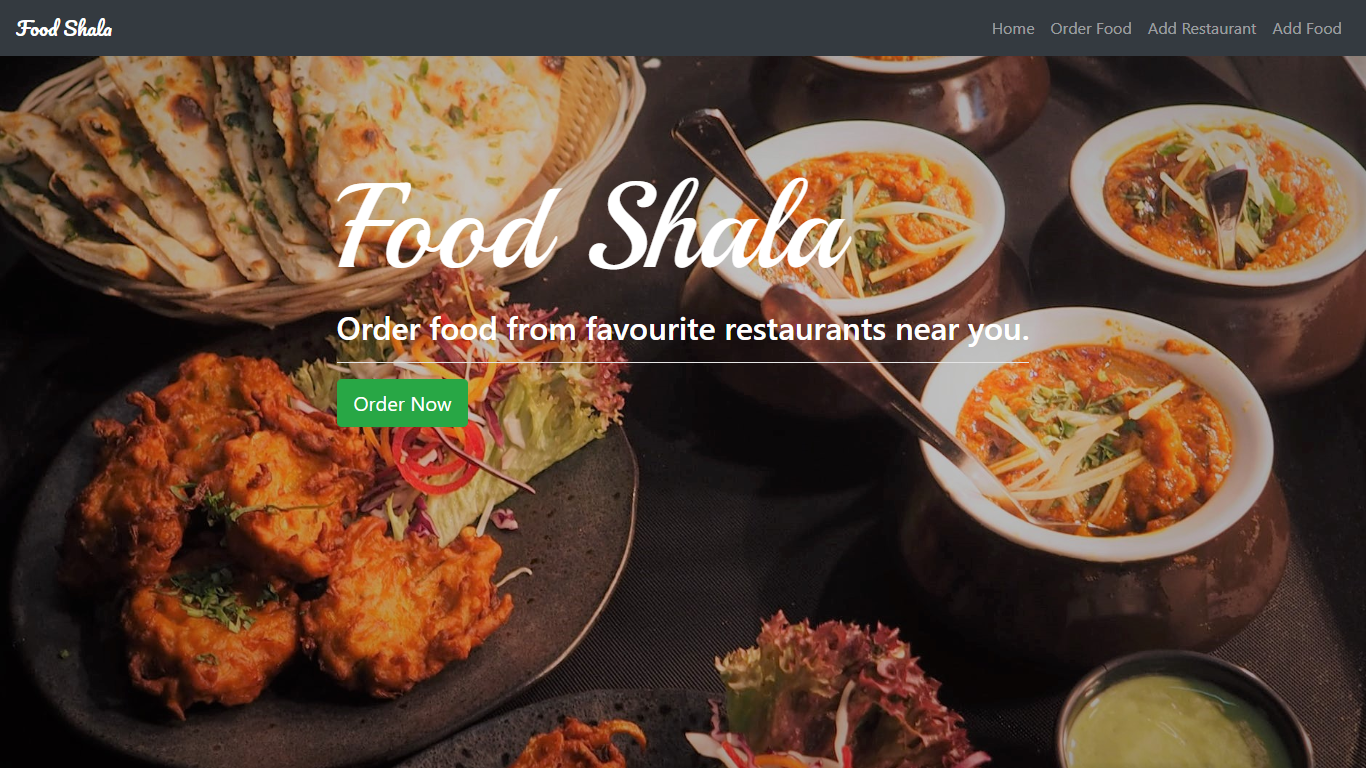 Food Shala
Home Order Food Add Restaurant Add Food
Food Shala
Order food from favourite restaurants near you.
Order Now